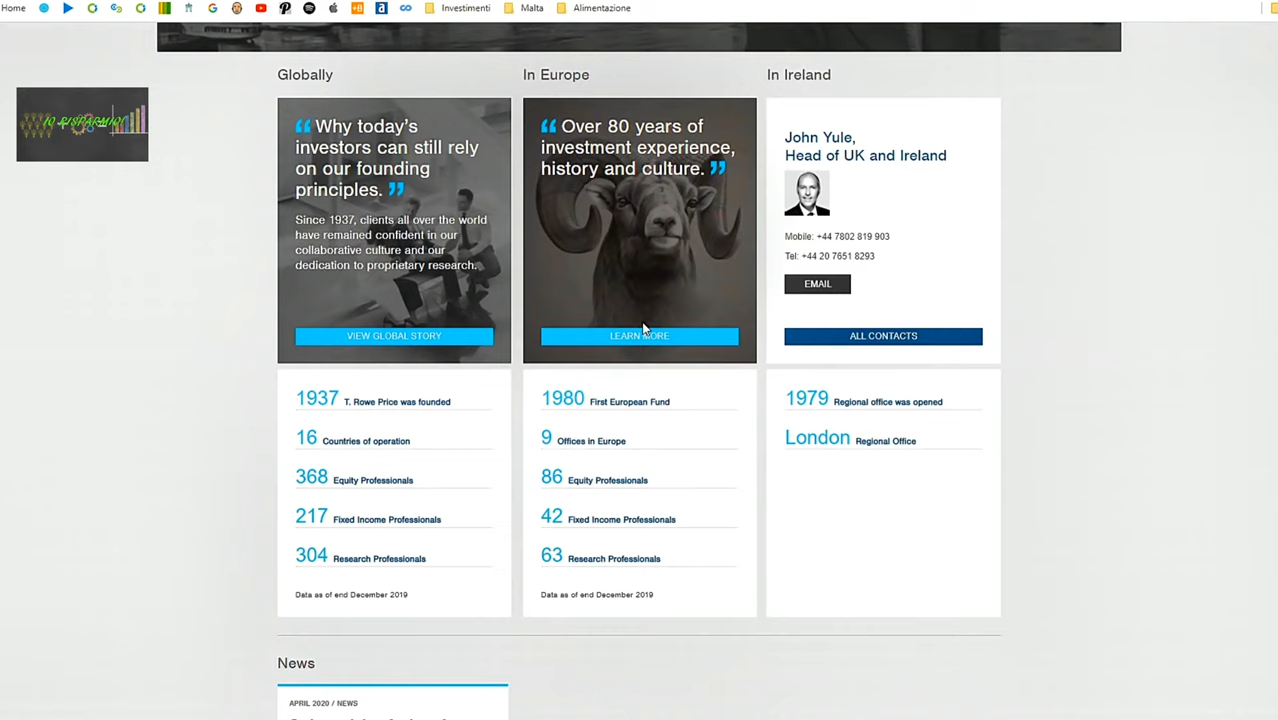 Home
Investimenti
Malta
Alimentazione
IO RISPARMIO!
Globally
“ Why today’s
investors can still rely
on our founding
principles. ”
Since 1937, clients all over the world
have remained confident in our
collaborative culture and our
dedication to proprietary research.
VIEW GLOBAL STORY
1937 T. Rowe Price was founded
16 Countries of operation
368 Equity Professionals
217 Fixed Income Professionals
304 Research Professionals
Data as of end December 2019
In Europe
“ Over 80 years of
investment experience,
history and culture. ”
LEARN MORE
1980 First European Fund
9 Offices in Europe
86 Equity Professionals
42 Fixed Income Professionals
63 Research Professionals
Data as of end December 2019
In Ireland
John Yule,
Head of UK and Ireland
Mobile: +44 7802 819 903
Tel: +44 20 7651 8293
EMAIL
ALL CONTACTS
1979 Regional office was opened
London Regional Office
News
APRIL 2020 / NEWS